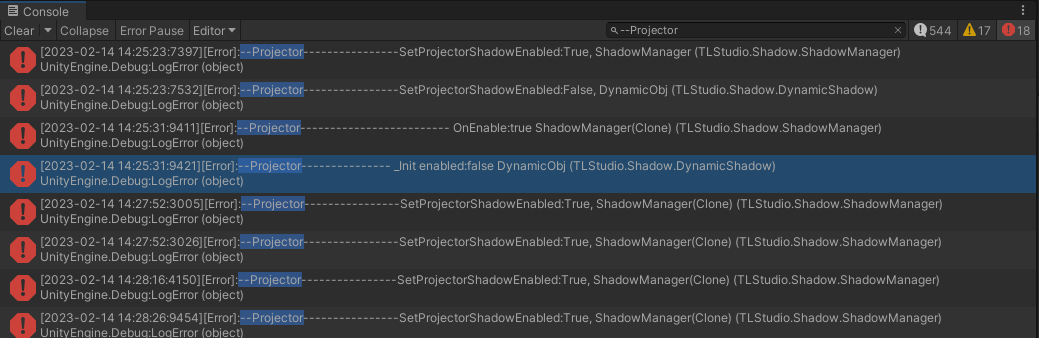 Console
Clear Collapse Error Pause Editor --Projector 544 17 18
[2023-02-14 14:25:23:7397][Error]:--Projector----------------SetProjectorShadowEnabled:True, ShadowManager (TLStudio.Shadow.ShadowManager)
UnityEngine.Debug:LogError (object)
[2023-02-14 14:25:23:7532][Error]:--Projector----------------SetProjectorShadowEnabled:False, DynamicObj (TLStudio.Shadow.DynamicShadow)
UnityEngine.Debug:LogError (object)
[2023-02-14 14:25:31:9411][Error]:--Projector------------------------- OnEnable:true ShadowManager(Clone) (TLStudio.Shadow.ShadowManager)
UnityEngine.Debug:LogError (object)
[2023-02-14 14:25:31:9421][Error]:--Projector--------------- _Init enabled:false DynamicObj (TLStudio.Shadow.DynamicShadow)
UnityEngine.Debug:LogError (object)
[2023-02-14 14:27:52:3005][Error]:--Projector----------------SetProjectorShadowEnabled:True, ShadowManager(Clone) (TLStudio.Shadow.ShadowManager)
UnityEngine.Debug:LogError (object)
[2023-02-14 14:27:52:3026][Error]:--Projector----------------SetProjectorShadowEnabled:True, ShadowManager(Clone) (TLStudio.Shadow.ShadowManager)
UnityEngine.Debug:LogError (object)
[2023-02-14 14:28:16:4150][Error]:--Projector----------------SetProjectorShadowEnabled:True, ShadowManager(Clone) (TLStudio.Shadow.ShadowManager)
UnityEngine.Debug:LogError (object)
[2023-02-14 14:28:26:9454][Error]:--Projector----------------SetProjectorShadowEnabled:True, ShadowManager(Clone) (TLStudio.Shadow.ShadowManager)
UnityEngine.Debug:LogError (object)